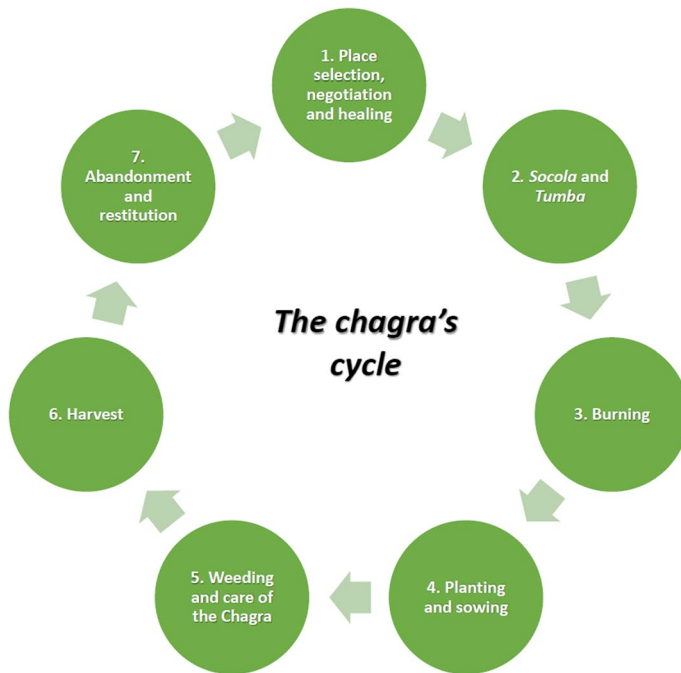 1. Place
selection,
negotiation
and healing
2. Socola and
Tumba
3. Burning
4. Planting
and sowing
5. Weeding
and care of
the Chagra
6. Harvest
7.
Abandonment
and
restitution
The chagra's
cycle